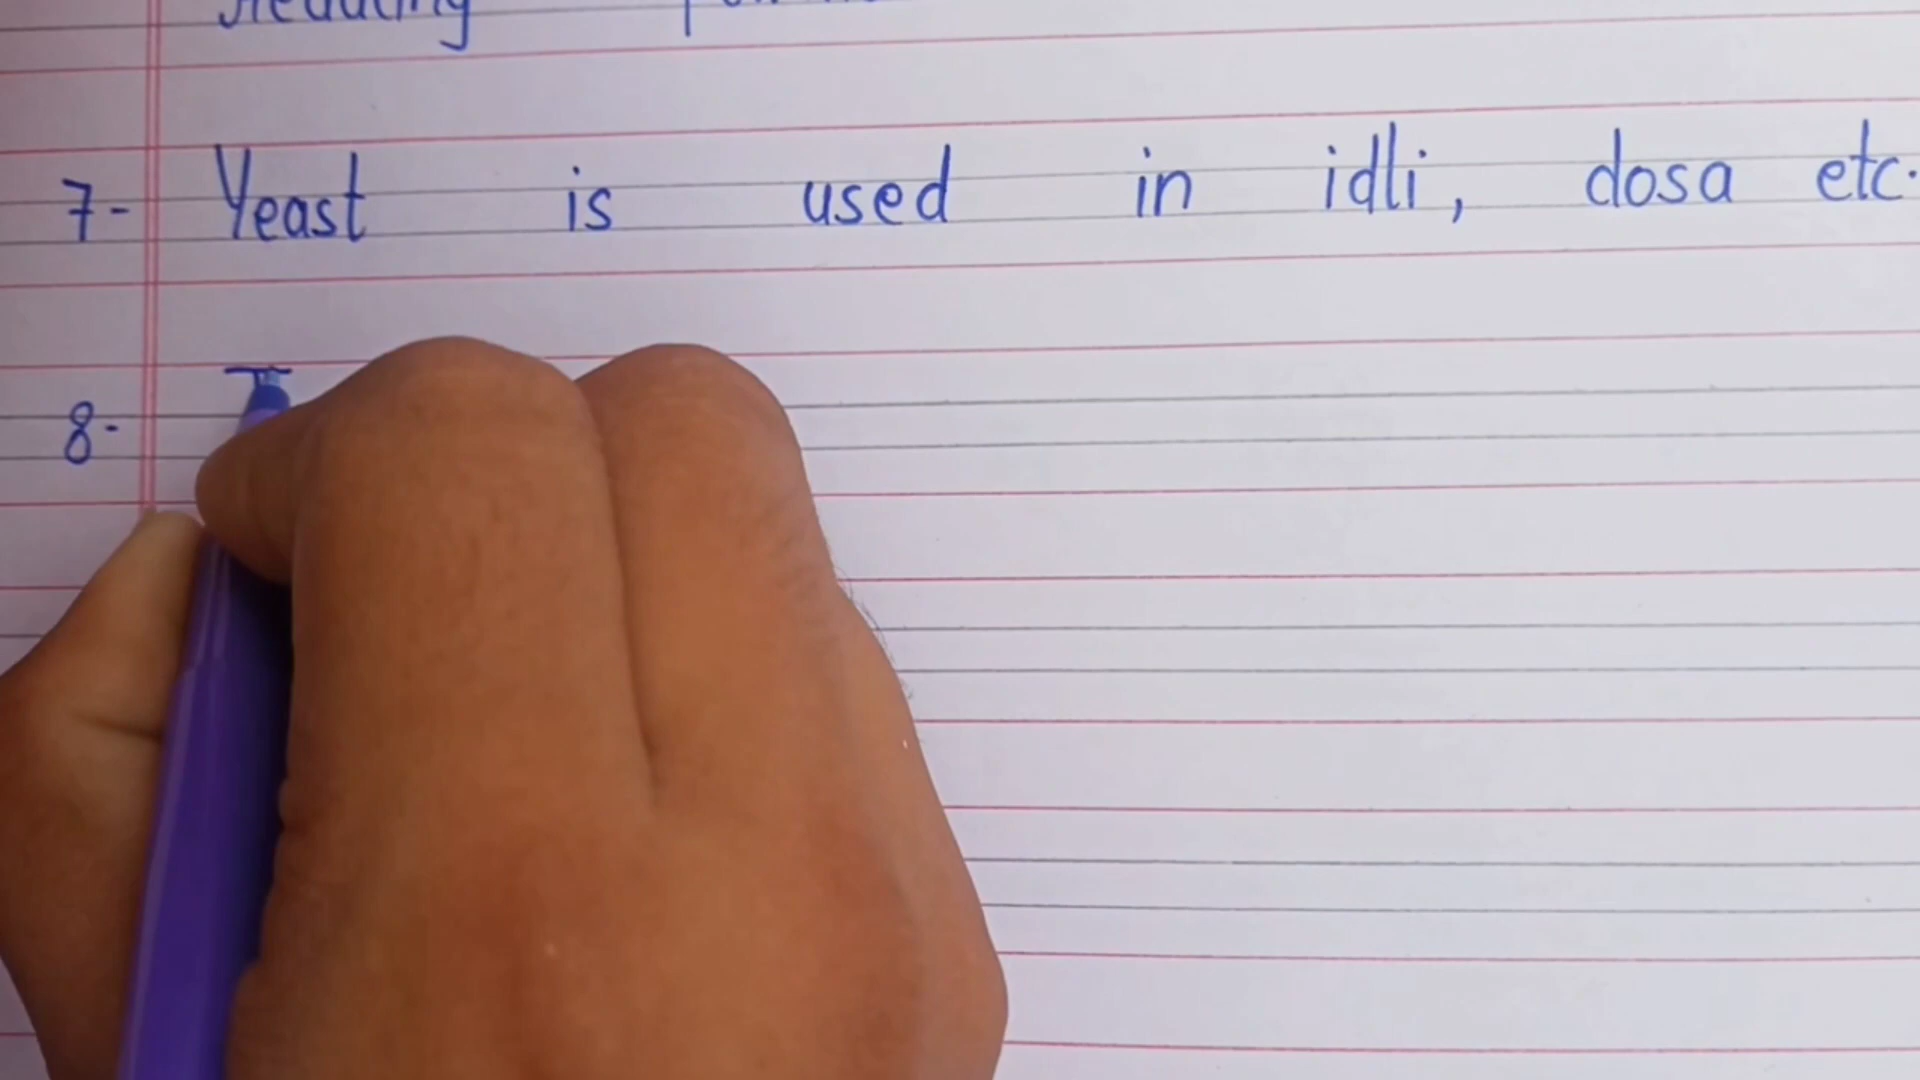 7- Yeast is used in idli, dosa etc.
8-